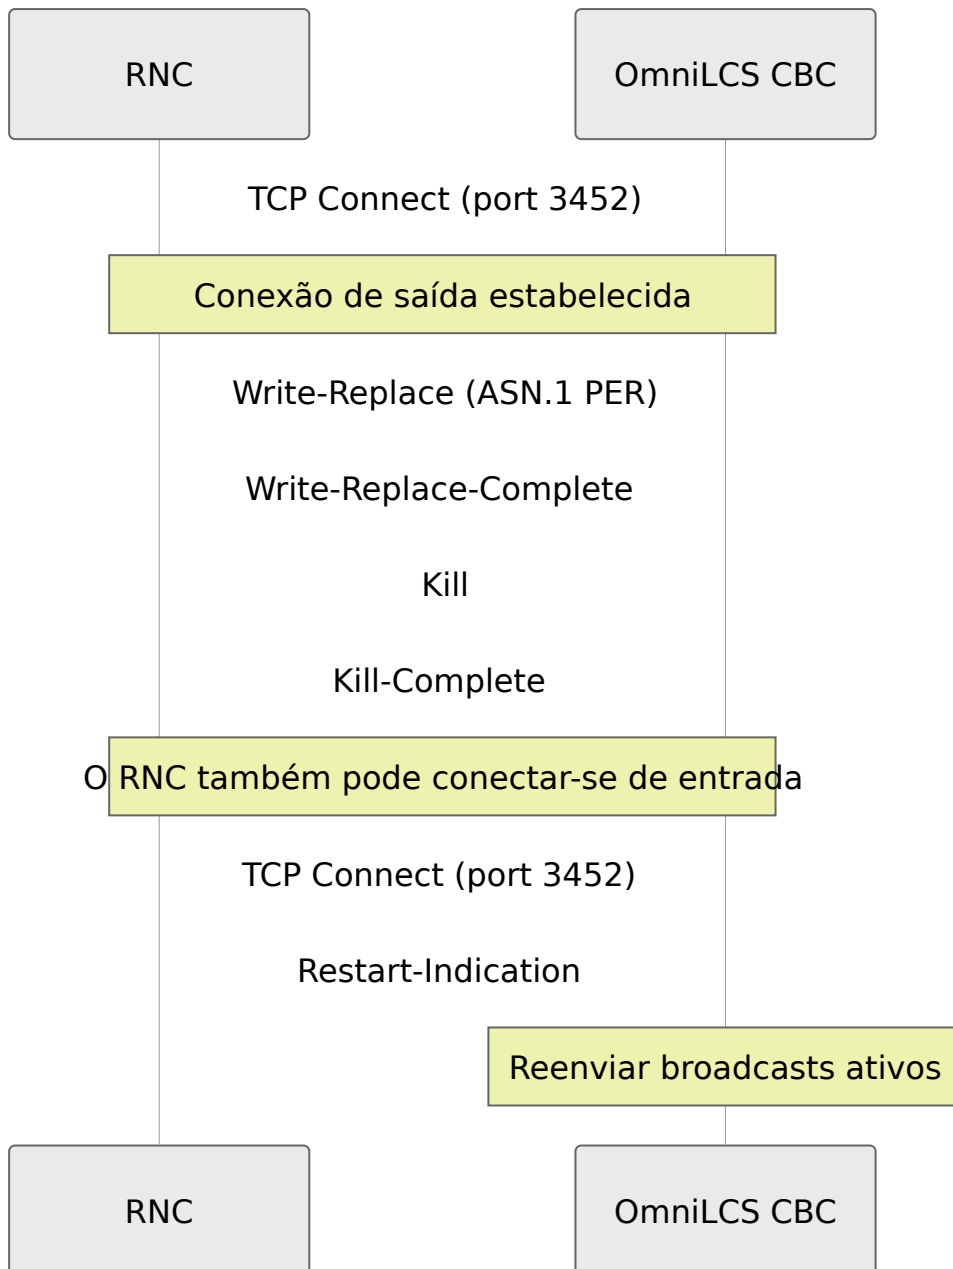 RNC
OmniLCS CBC
TCP Connect (port 3452)
Conexão de saída estabelecida
Write-Replace (ASN.1 PER)
Write-Replace-Complete
Kill
Kill-Complete
O RNC também pode conectar-se de entrada
TCP Connect (port 3452)
Restart-Indication
Reenviar broadcasts ativos
RNC
OmniLCS CBC